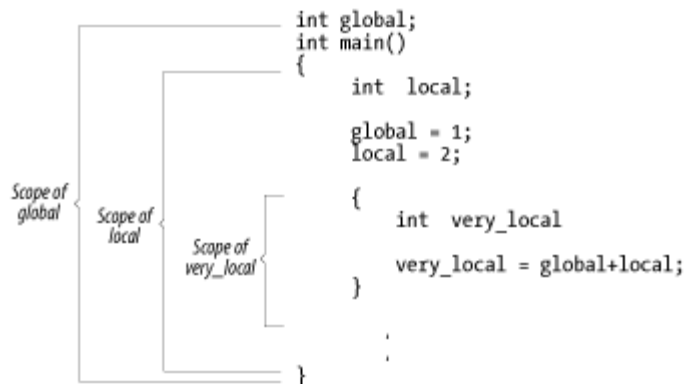 int global;
int main()
{
int local;
global = 1;
local = 2;
{
int very_local
very_local = global+local;
}
:
}
Scope of
global
Scope of
local
Scope of
very_local